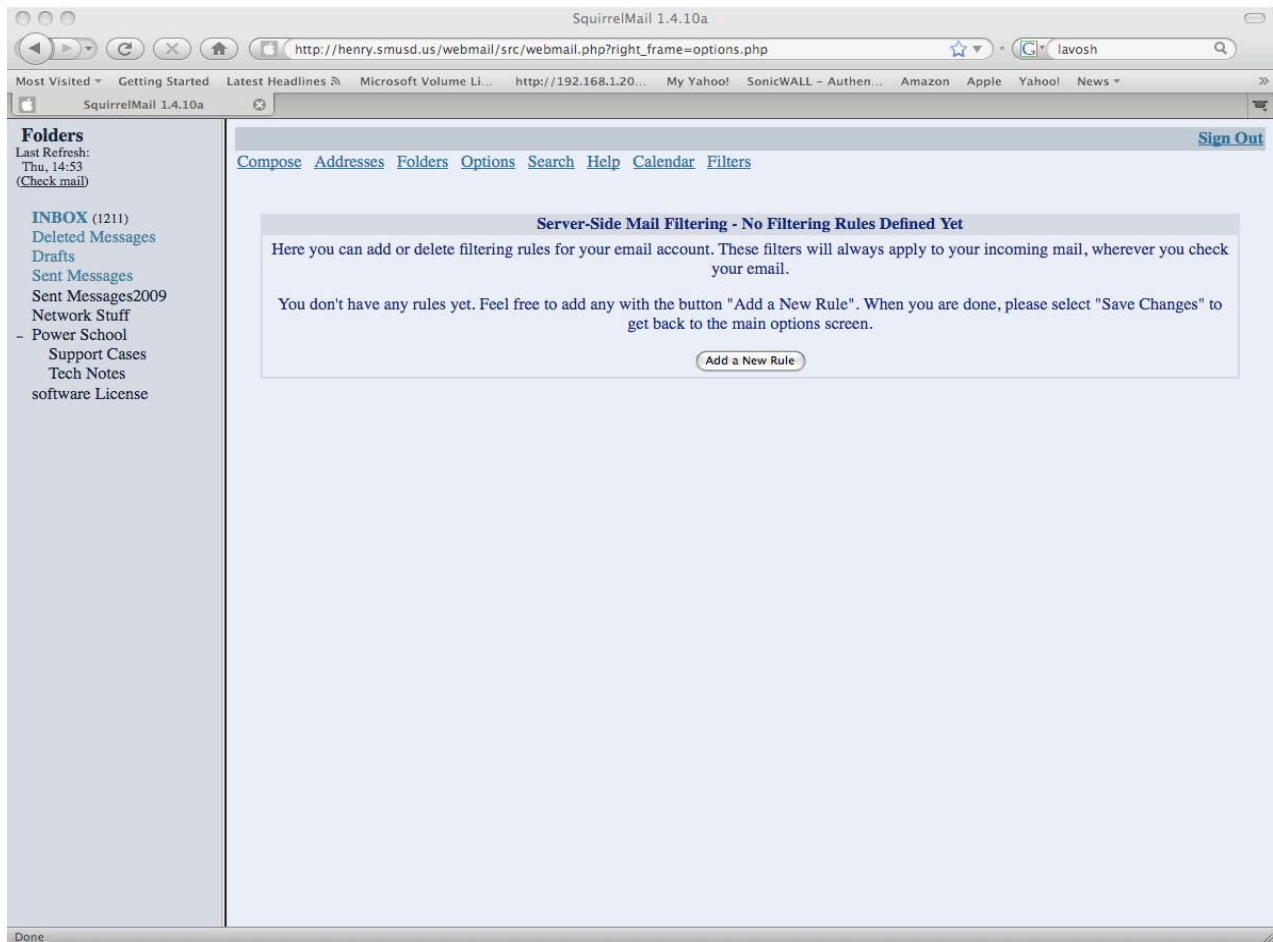 SquirrelMail 1.4.10a
http://henry.smusd.us/webmail/src/webmail.php?right_frame=options.php
lavosh
Most Visited Getting Started Latest Headlines Microsoft Volume Li... http://192.168.1.20... My Yahoo! SonicWALL – Authen... Amazon Apple Yahoo! News »
SquirrelMail 1.4.10a
Folders
Last Refresh:
Thu, 14:53
(Check mail)
INBOX (1211)
Deleted Messages
Drafts
Sent Messages
Sent Messages2009
Network Stuff
– Power School
Support Cases
Tech Notes
software License
Sign Out
Compose Addresses Folders Options Search Help Calendar Filters
Server-Side Mail Filtering - No Filtering Rules Defined Yet
Here you can add or delete filtering rules for your email account. These filters will always apply to your incoming mail, wherever you check
your email.
You don't have any rules yet. Feel free to add any with the button "Add a New Rule". When you are done, please select "Save Changes" to
get back to the main options screen.
Add a New Rule
Done